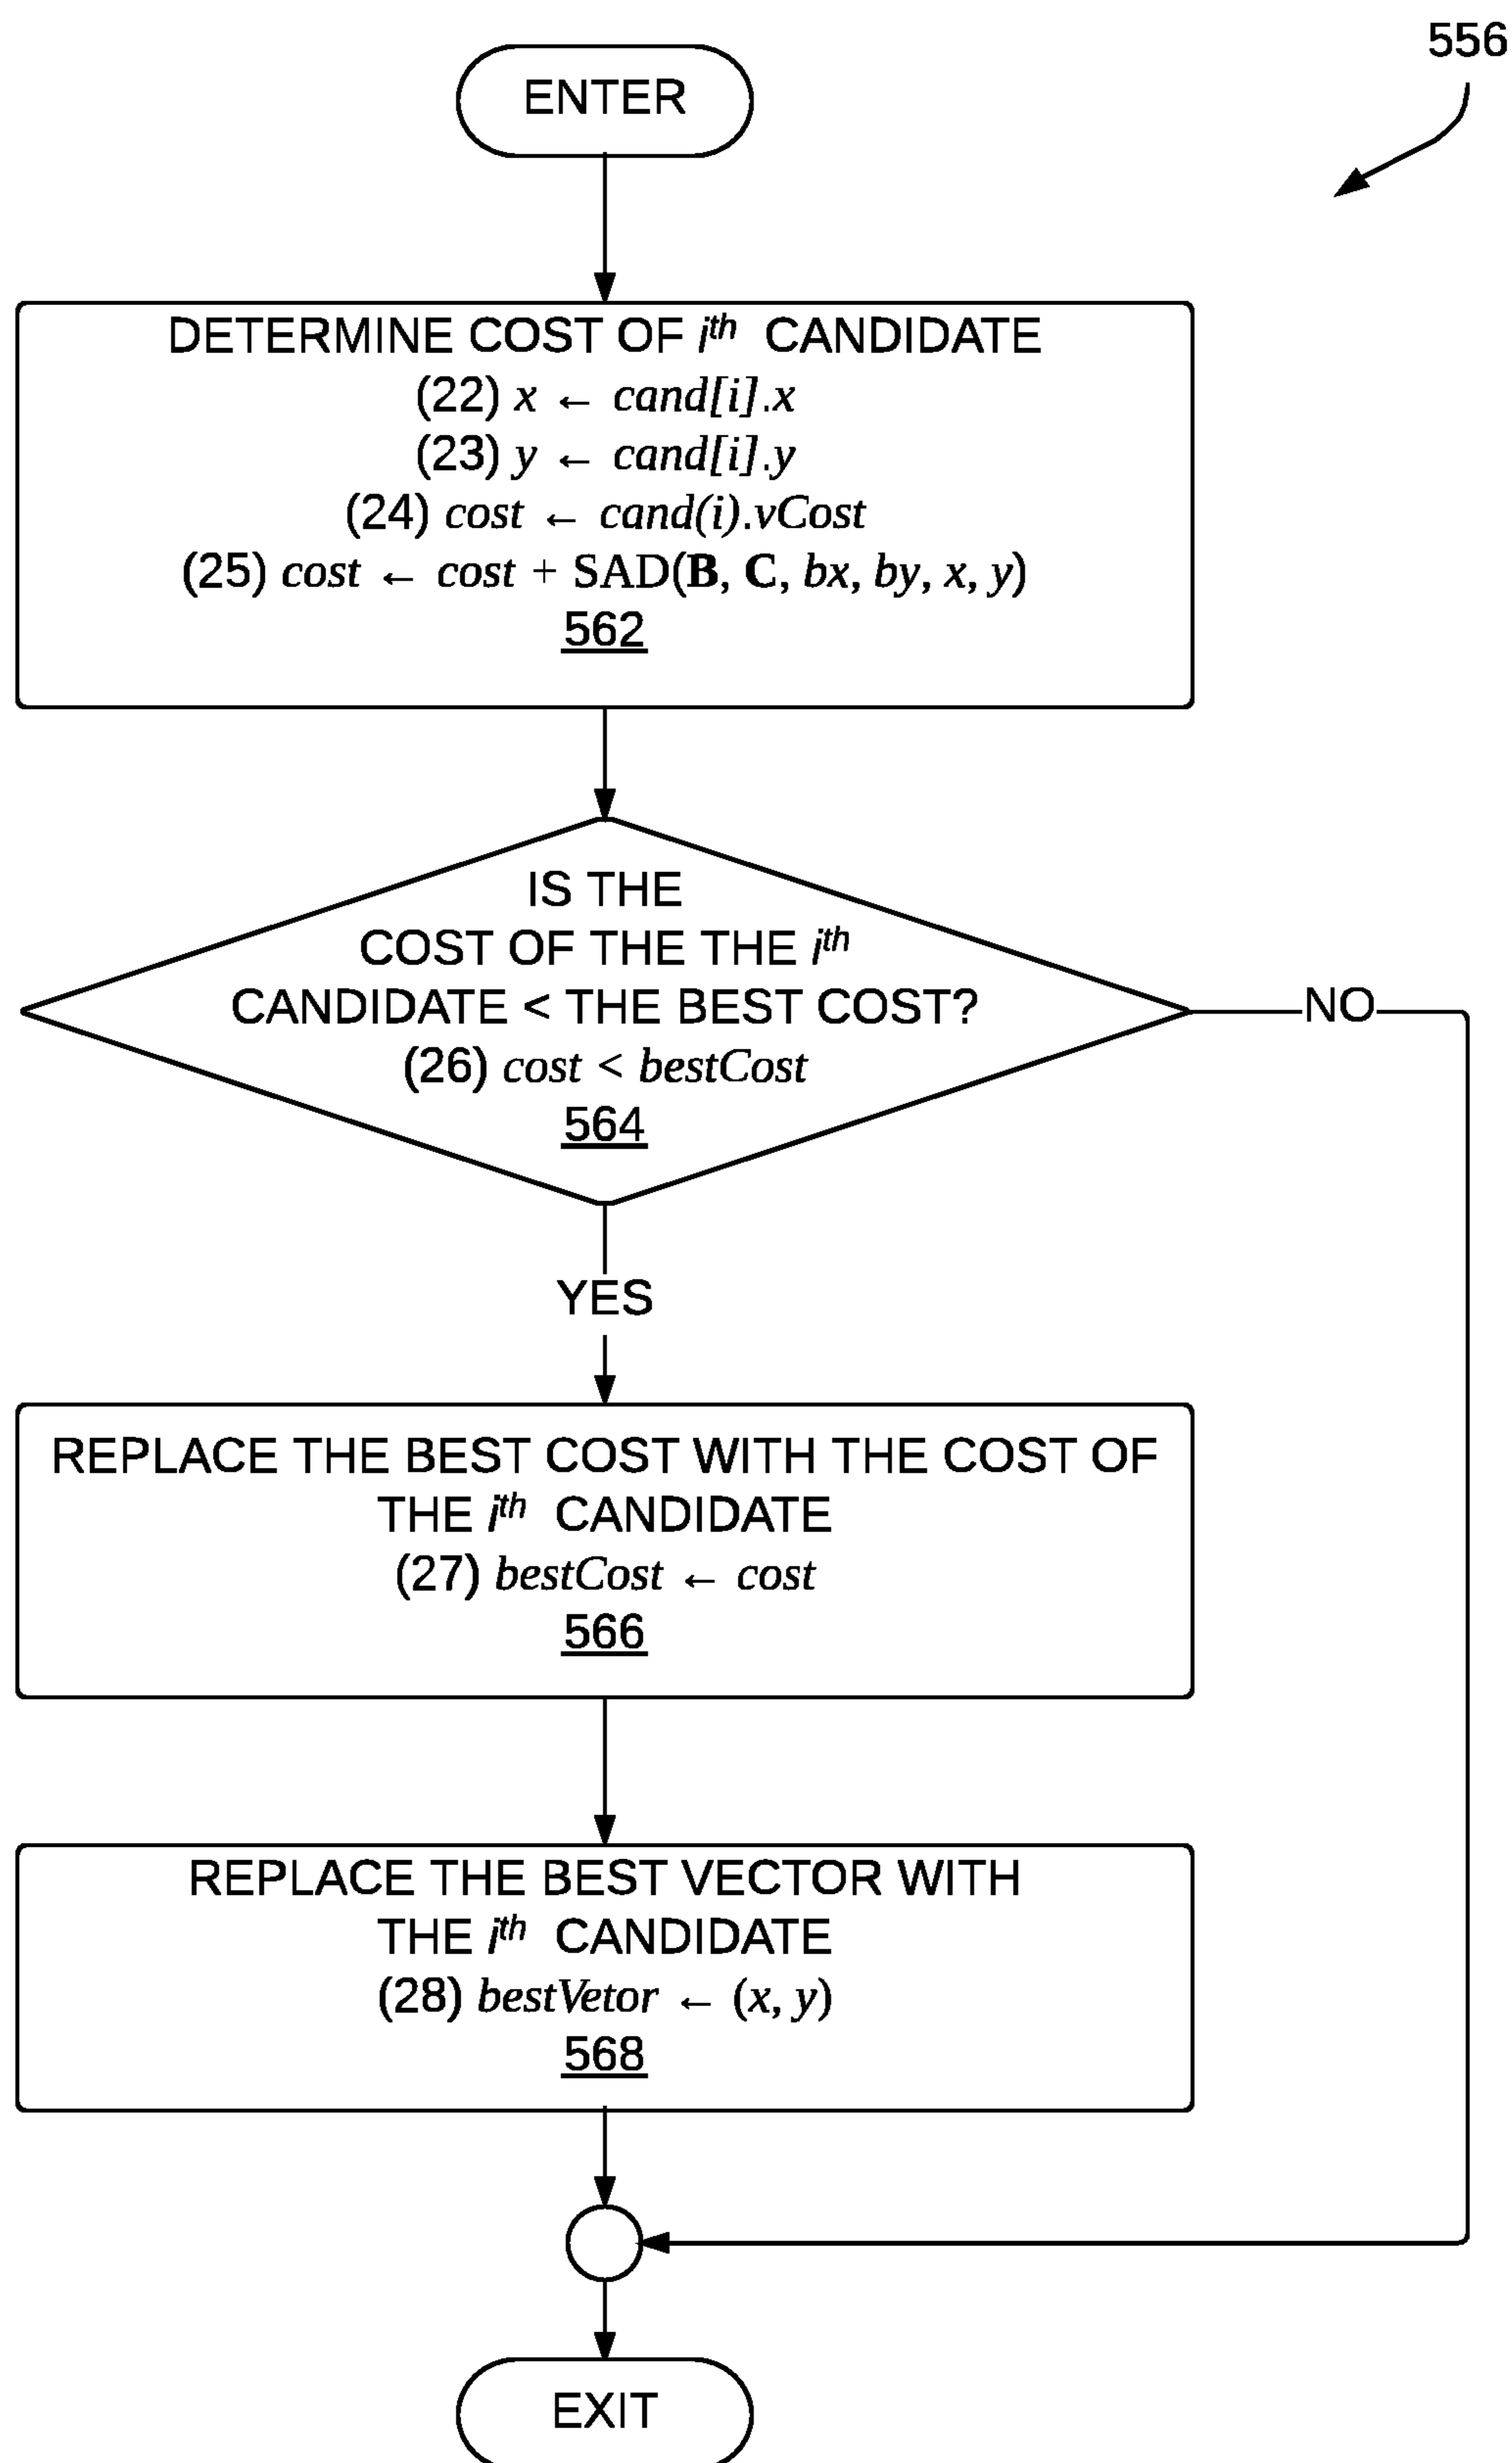 556
ENTER
DETERMINE COST OF ith CANDIDATE
(22) x ← cand[i].x
(23) y ← cand[i].y
(24) cost ← cand(i).vCost
(25) cost ← cost + SAD(B, C, bx, by, x, y)
562
IS THE
COST OF THE THE ith
CANDIDATE < THE BEST COST?
(26) cost < bestCost
564
NO
YES
REPLACE THE BEST COST WITH THE COST OF
THE ith CANDIDATE
(27) bestCost ← cost
566
REPLACE THE BEST VECTOR WITH
THE ith CANDIDATE
(28) bestVetor ← (x, y)
568
EXIT